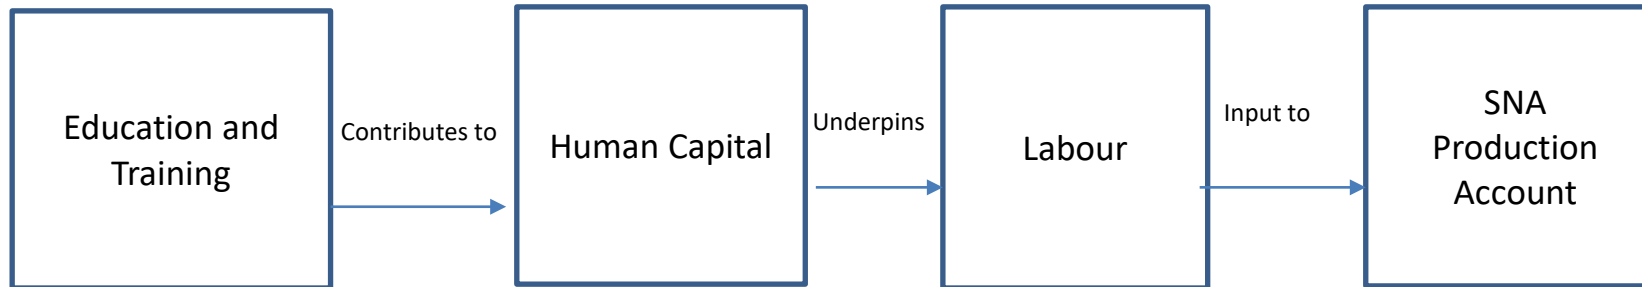 Education and
Training
Contributes to
Human Capital
Underpins
Labour
Input to
SNA
Production
Account